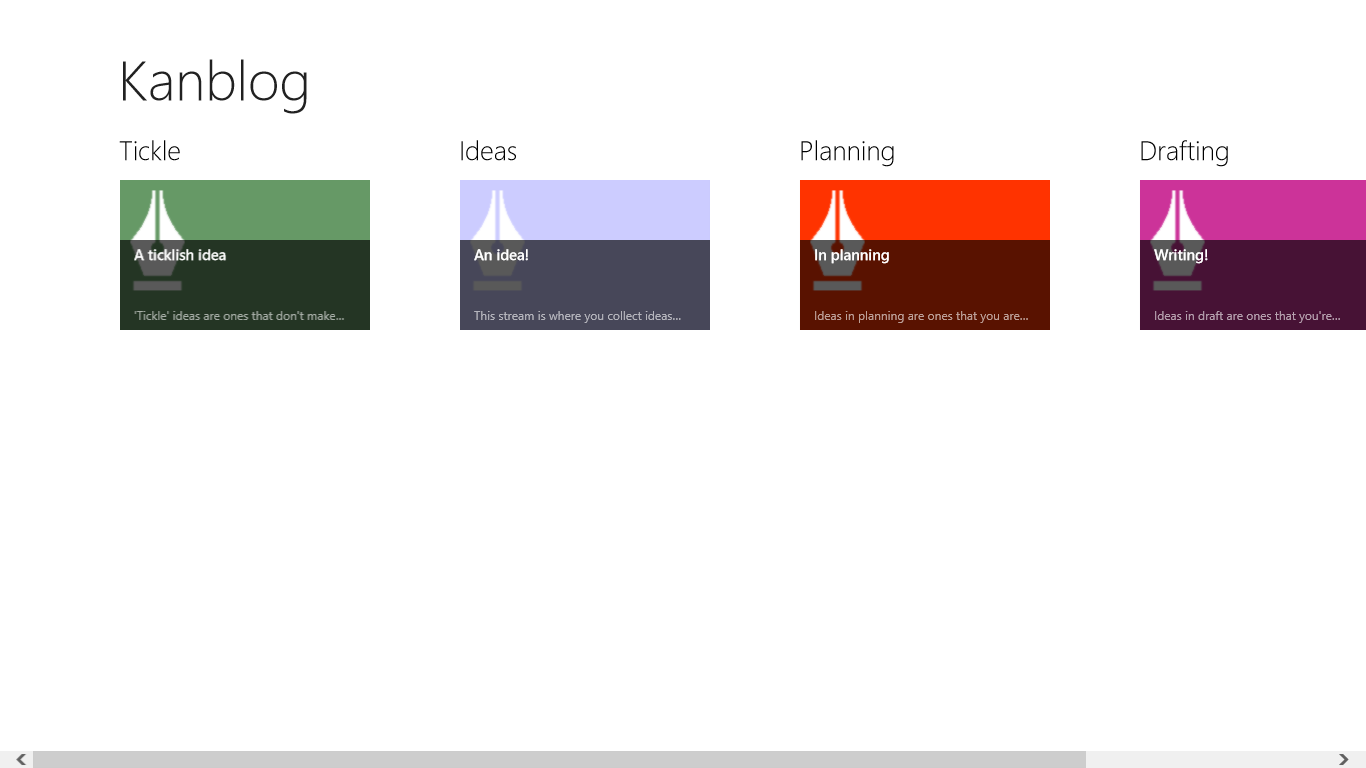 Kanblog
Tickle
A ticklish idea
'Tickle' ideas are ones that don't make...
Ideas
An idea!
This stream is where you collect ideas...
Planning
In planning
Ideas in planning are ones that you are...
Drafting
Writing!
Ideas in draft are ones that you're...